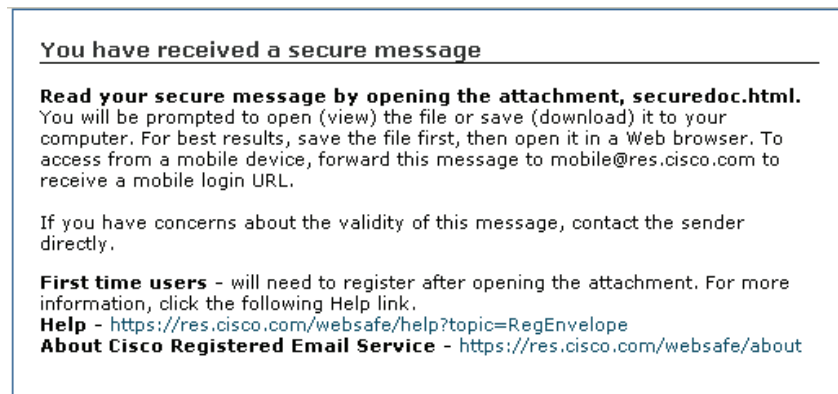 You have received a secure message
Read your secure message by opening the attachment, securedoc.html.
You will be prompted to open (view) the file or save (download) it to your
computer. For best results, save the file first, then open it in a Web browser. To
access from a mobile device, forward this message to mobile@res.cisco.com to
receive a mobile login URL.
If you have concerns about the validity of this message, contact the sender
directly.
First time users - will need to register after opening the attachment. For more
information, click the following Help link.
Help - https://res.cisco.com/websafe/help?topic=RegEnvelope
About Cisco Registered Email Service - https://res.cisco.com/websafe/about